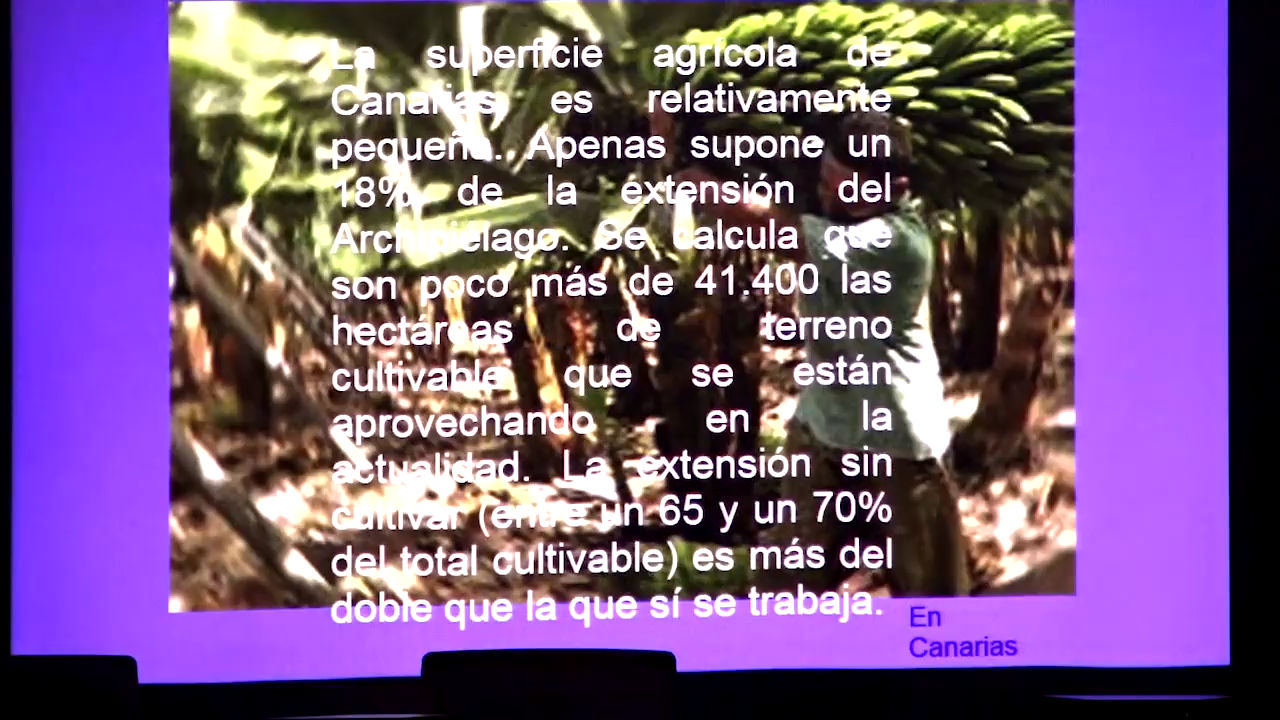 La superficie agrícola de
Canarias es relativamente
pequeña. Apenas supone un
18% de la extensión del
Archipiélago. Se calcula que
son poco más de 41.400 las
hectáreas de terreno
cultivable que se están
aprovechando en la
actualidad. La extensión sin
cultivar (entre un 65 y un 70%
del total cultivable) es más del
doble que la que sí se trabaja.
En
Canarias